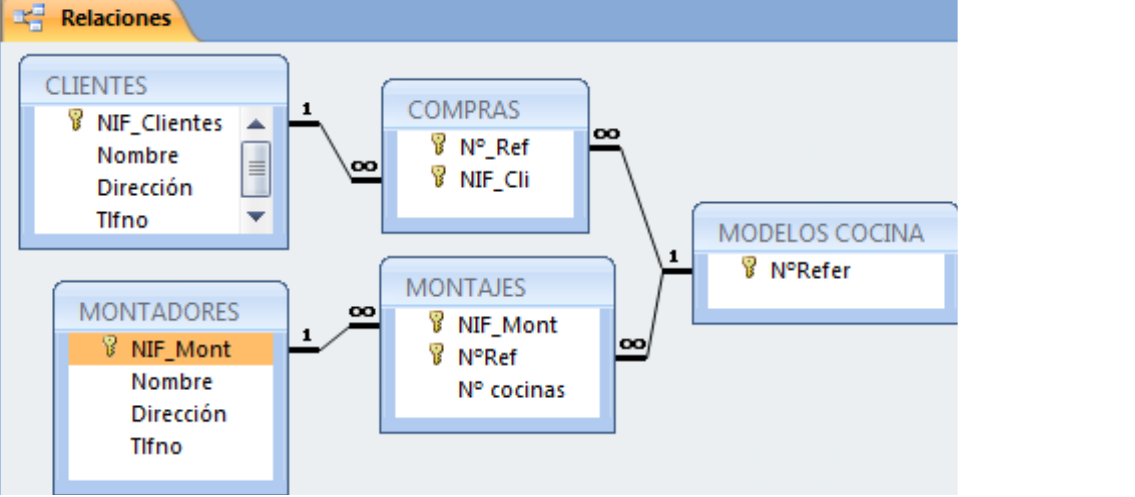 Relaciones
CLIENTES
NIF_Clientes
Nombre
Dirección
Tlfno
1
∞
COMPRAS
Nº_Ref
NIF_Cli
∞
1
MODELOS COCINA
NºRefer
MONTADORES
NIF_Mont
Nombre
Dirección
Tlfno
1
∞
MONTAJES
NIF_Mont
NºRef
Nº cocinas
∞